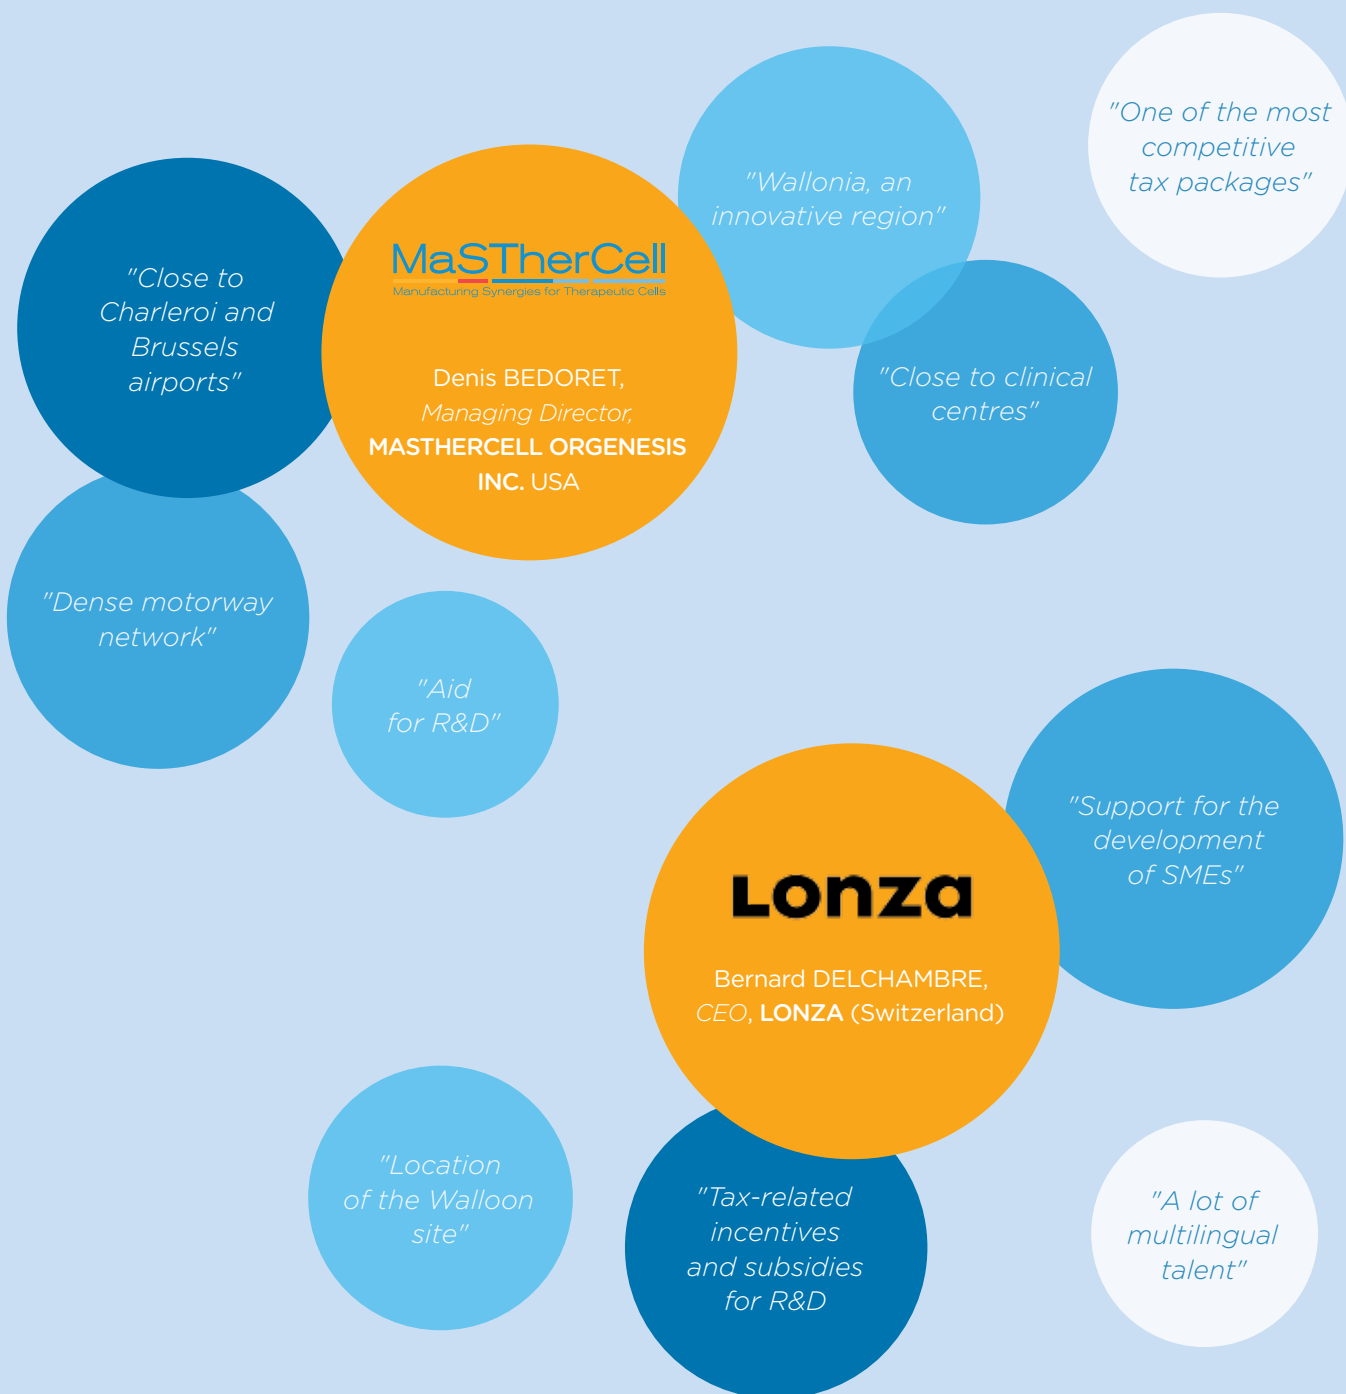 "One of the most
competitive
tax packages"
"Wallonia, an
innovative region"
"Close to
Charleroi and
Brussels
airports"
MaSTherCell
Manufacturing Synergies for Therapeutic Cells
Denis BEDORET,
Managing Director,
MASTHERCELL ORGENESIS
INC. USA
"Close to clinical
centres"
"Dense motorway
network"
"Aid
for R&D"
"Support for the
development
of SMEs"
Lonza
Bernard DELCHAMBRE,
CEO, LONZA (Switzerland)
"Location
of the Walloon
site"
"Tax-related
incentives
and subsidies
for R&D
"A lot of
multilingual
talent"